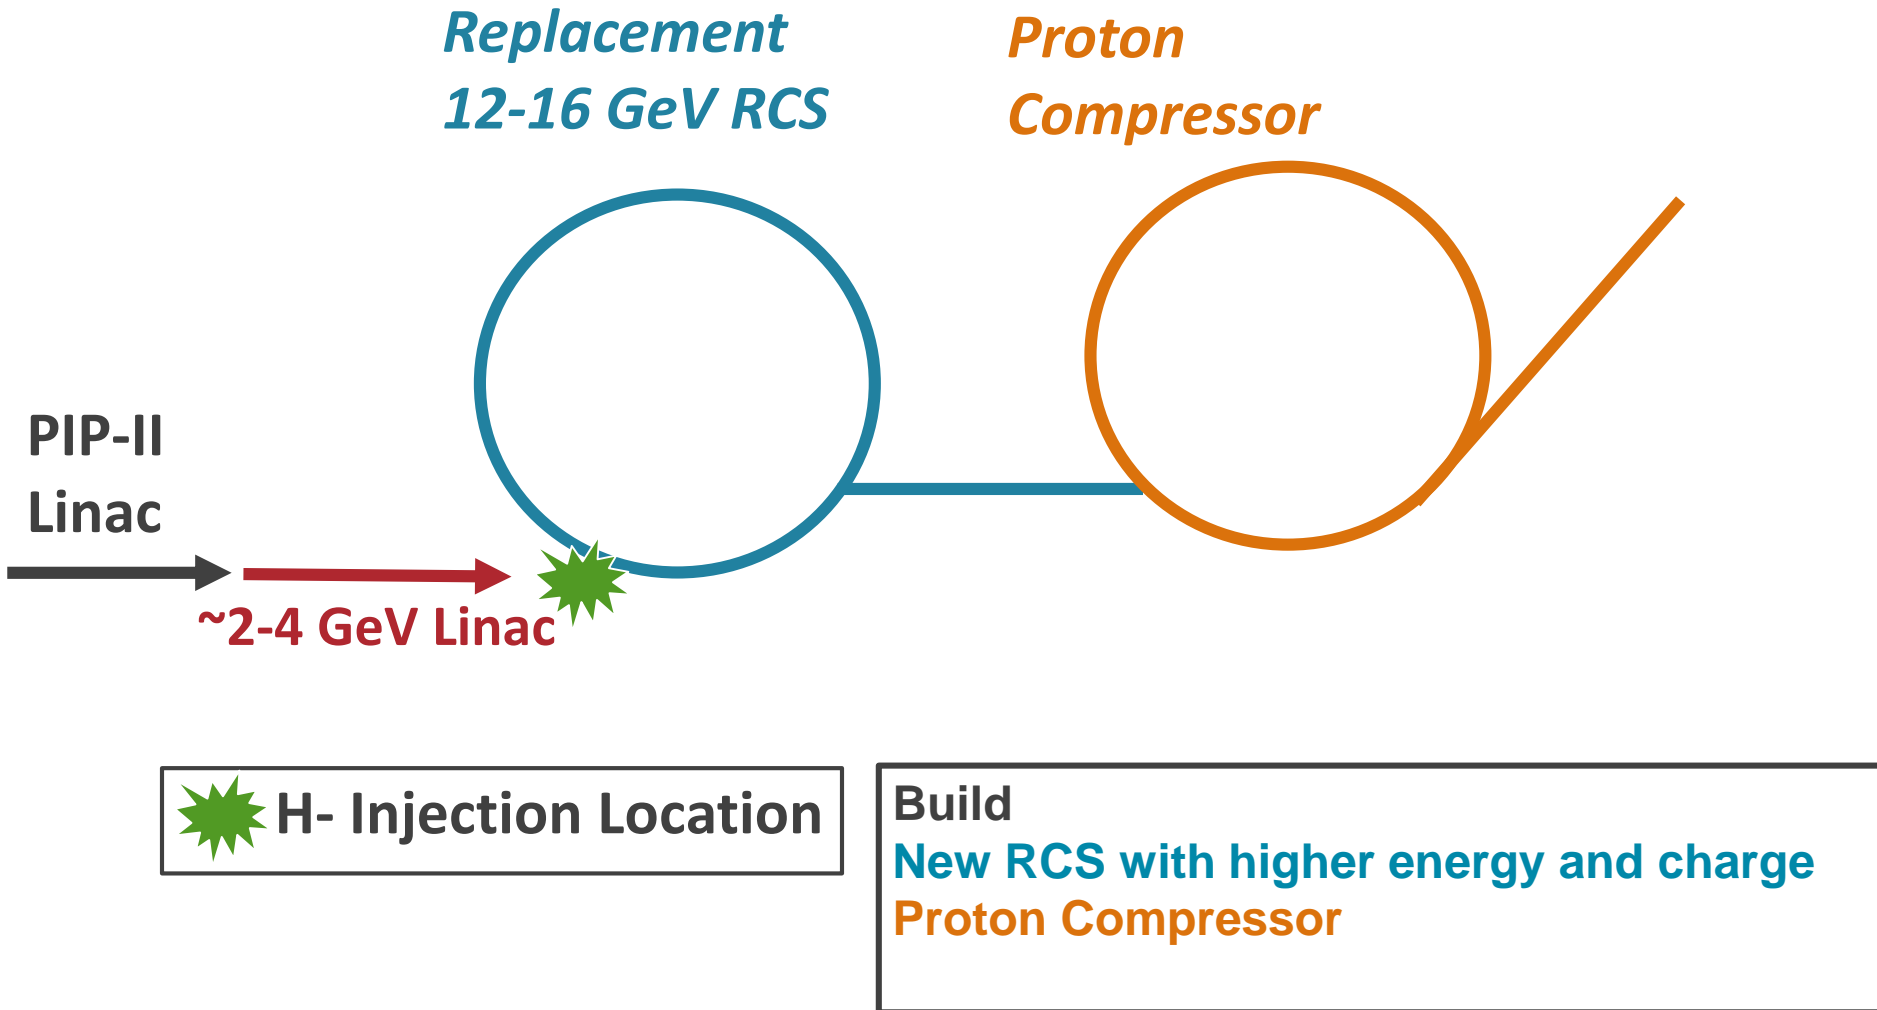 Replacement
12-16 GeV RCS
Proton
Compressor
PIP-II
Linac
~2-4 GeV Linac
H- Injection Location
Build
New RCS with higher energy and charge
Proton Compressor